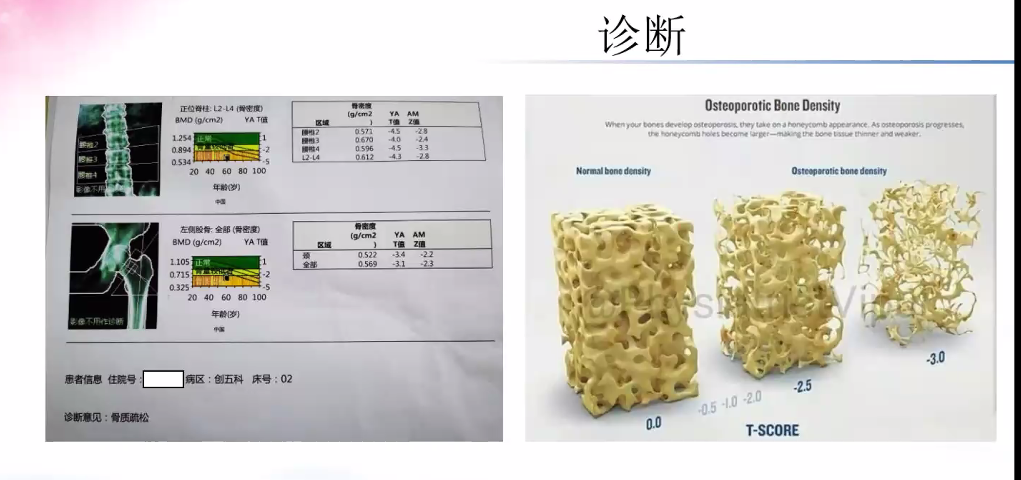 诊断
正位脊柱: L2-L4 (骨密度)
BMD (g/cm2) YA T值
1.254 正常 1
0.894 -2
0.534 -5
20 40 60 80 100
年龄(岁)
中国
腰椎2
腰椎3
腰椎4
骨密度
(g/cm2 YA AM
区域 ) T值 Z值
腰椎2 0.571 -4.5 -2.8
腰椎3 0.670 -4.0 -2.4
腰椎4 0.596 -4.5 -3.3
L2-L4 0.612 -4.3 -2.8
左侧股骨: 全部 (骨密度)
BMD (g/cm2) YA T值
1.105 正常 1
0.715 -2
0.325 -5
20 40 60 80 100
年龄(岁)
中国
影像不用作诊断
骨密度
(g/cm2 YA AM
区域 ) T值 Z值
颈 0.522 -3.4 -2.2
全部 0.569 -3.1 -2.3
患者信息 住院号: 病区：创五科 床号：02
诊断意见：骨质疏松
Osteoporotic Bone Density
When your bones develop osteoporosis, they take on a honeycomb appearance. As osteoporosis progresses,
the honeycomb holes become larger—making the bone tissue thinner and weaker.
Normal bone density
Osteoporotic bone density
0.0
-0.5 -1.0 -2.0
-2.5
-3.0
T-SCORE